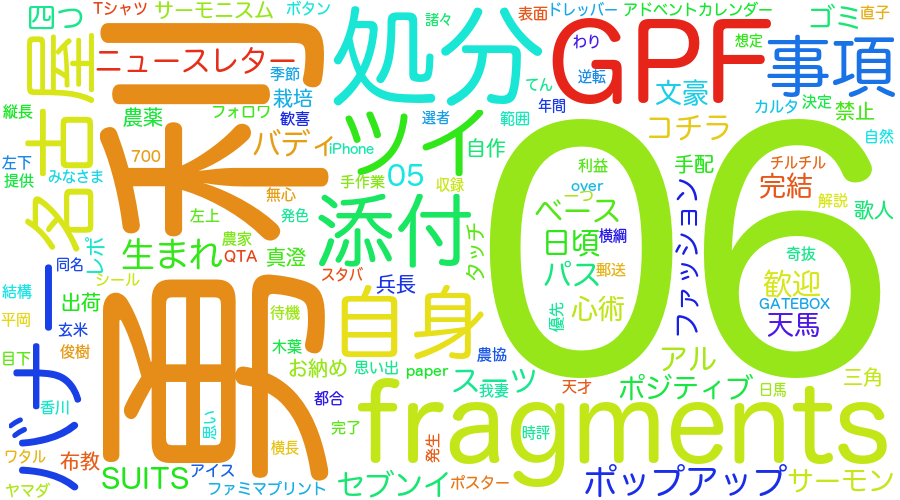 四つ
Tシャツ
サーモニズム
ボタン
諸々
表面
ドレッバー
アドベントカレンダー
ゴミ
直子
名古屋
ニュースレター
勇利
処分
GPF
事項
わり
想定
季節
栽培
逆転
てん
年間
文豪
カルタ
決定
禁止
縦長
農薬
フォロワ
歓喜
ツイ
選者
範囲
コチラ
自然
バディ
iPhone
自作
左下
提供
みなさま
700
手作業
05
収録
利益
手配
チルチル
完結
over
一つ
解説
歌人
無心
添付
ベース
06
左上
発色
日頃
横綱
ファッション
レポ
生まれ
農家
QTA
真澄
タッチ
パス
郵送
奇抜
同名
シール
スタバ
兵長
歓迎
結構
出荷
待機
自身
優先
心術
GATEBOX
天馬
平岡
玄米
俊樹
木葉
農協
アル
目下
お納め
思い出
paper
スーツ
我妻
天才
ポジティブ
日馬
三角
バナー
香川
思い
都合
fragments
完了
発生
時評
ワタル
布教
横長
SUITS
アイス
セブンイ
ポスター
ポップアップ
サーモン
ヤマダ
ファミマプリント